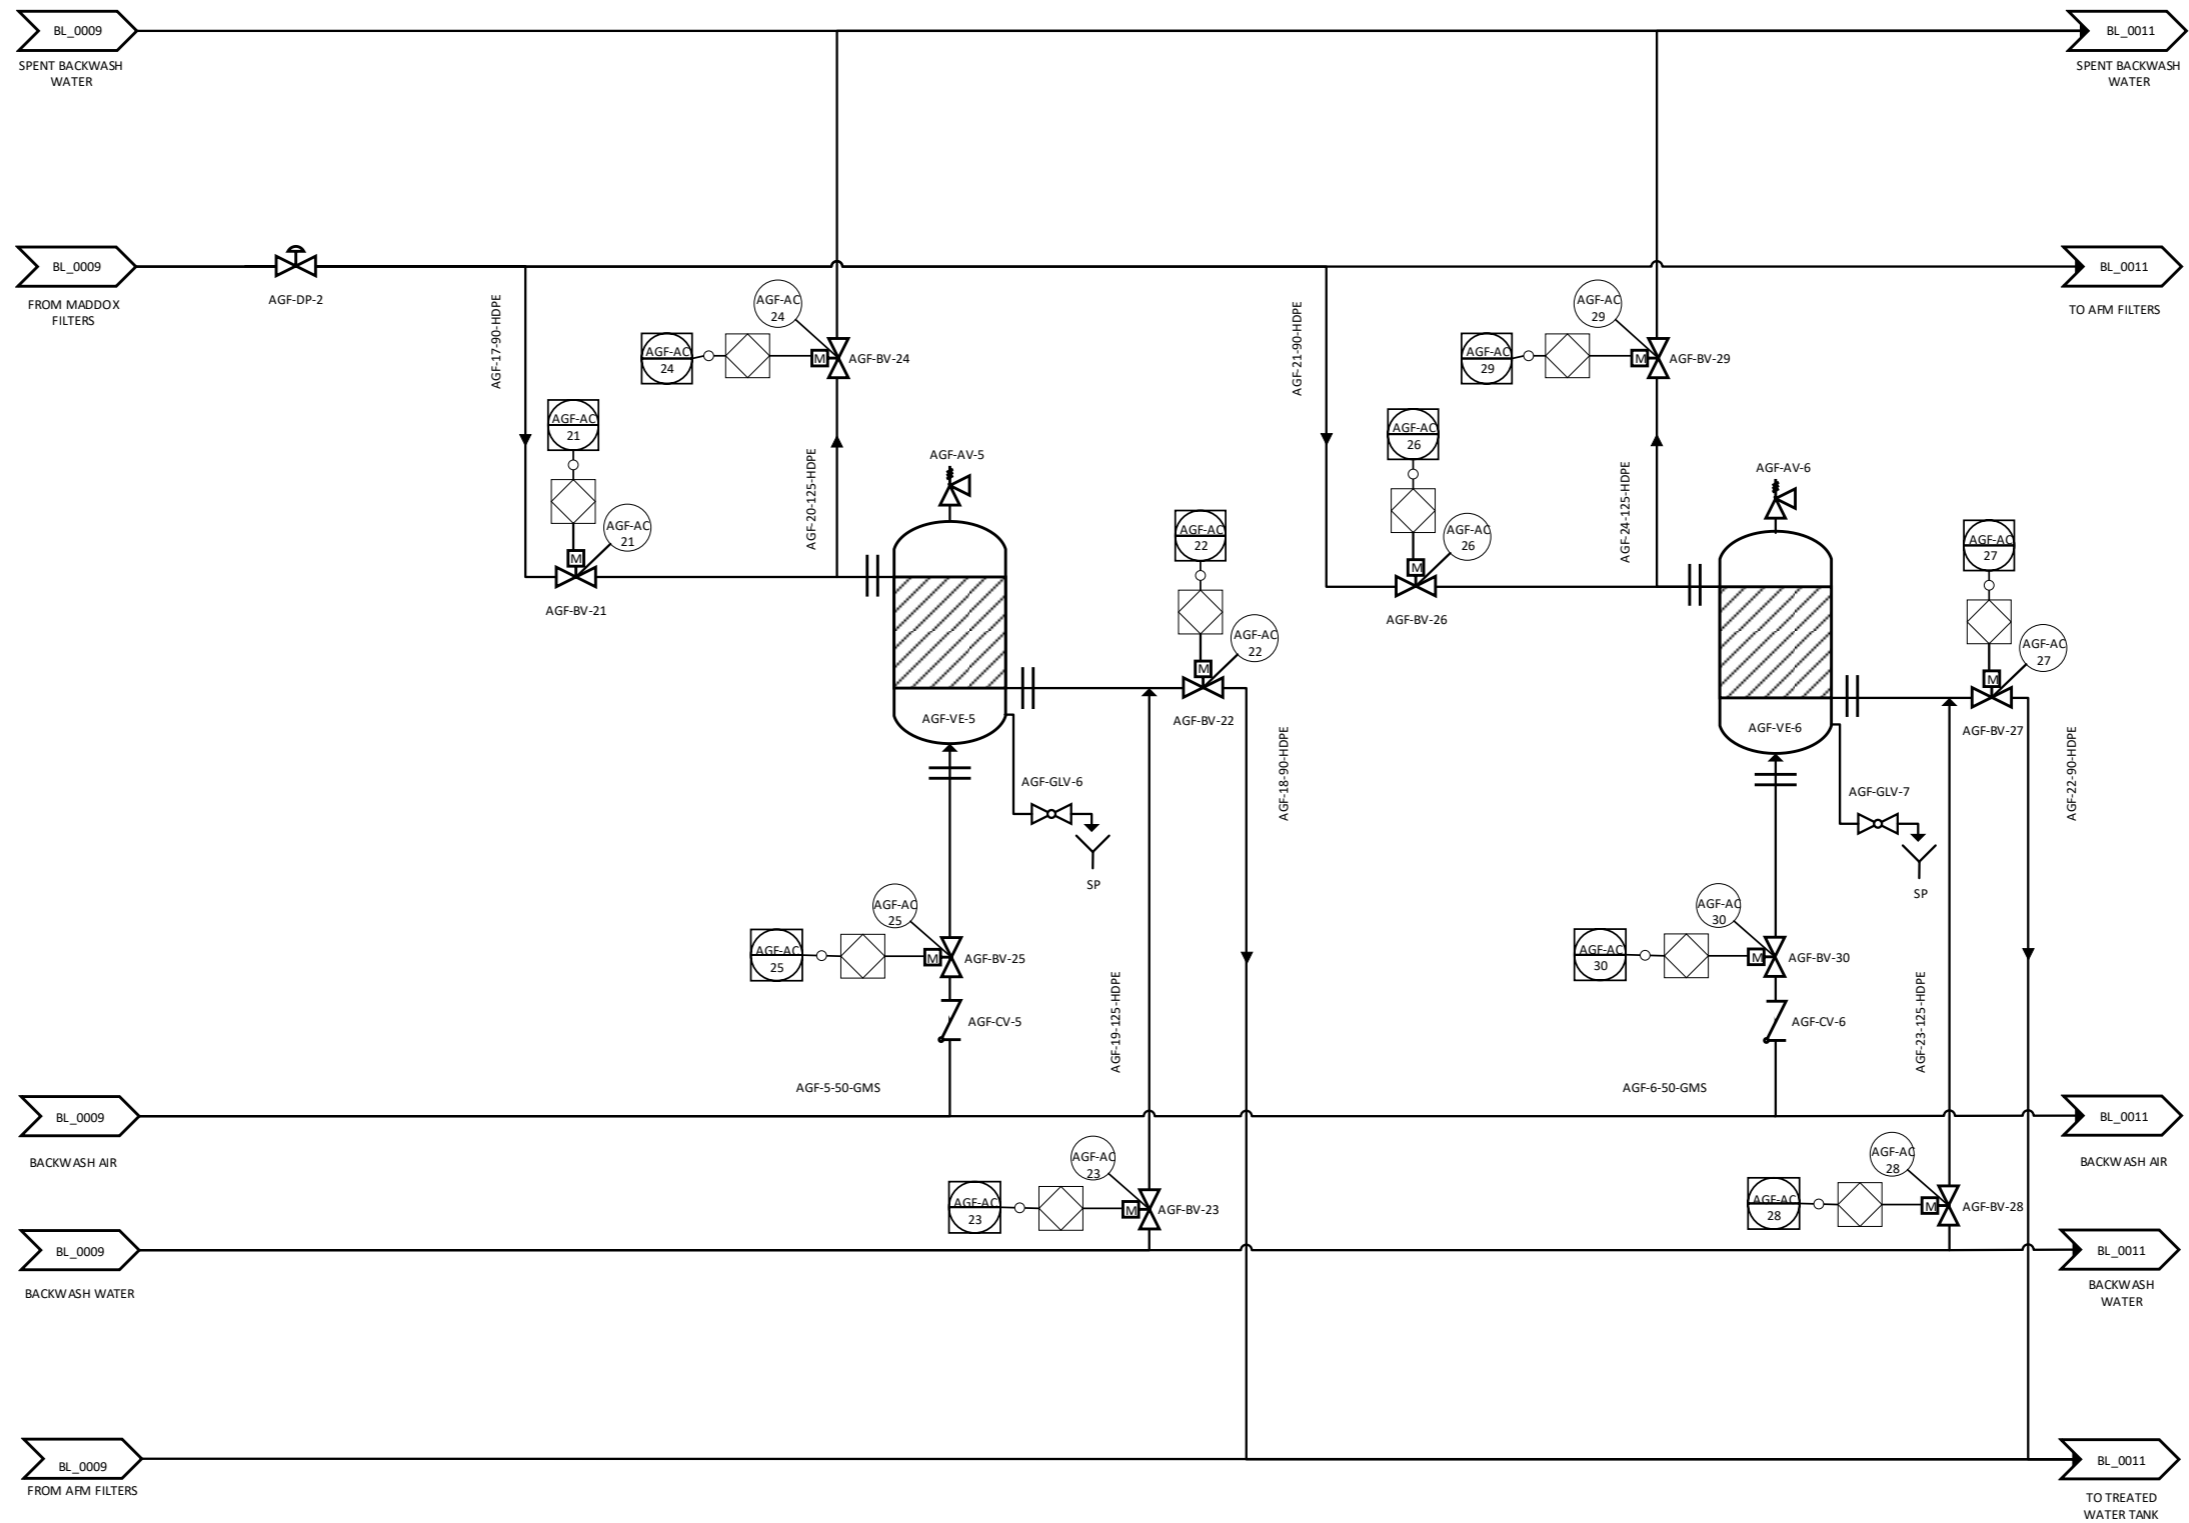 BL_0009
SPENT BACKWASH
WATER
BL_0011
SPENT BACKWASH
WATER
BL_0009
FROM MADDOX
FILTERS
AGF-DP-2
BL_0011
TO AFM FILTERS
AGF-17-90-HDPE
AGF-AC
24
AGF-AC
24
M
AGF-BV-24
AGF-21-90-HDPE
AGF-AC
29
AGF-AC
29
M
AGF-BV-29
AGF-AC
21
AGF-AC
21
M
AGF-BV-21
AGF-20-125-HDPE
AGF-AV-5
AGF-AC
22
AGF-AC
22
M
AGF-BV-22
AGF-VE-5
AGF-GLV-6
SP
AGF-18-90-HDPE
AGF-AC
26
AGF-AC
26
M
AGF-BV-26
AGF-24-125-HDPE
AGF-AV-6
AGF-AC
27
AGF-AC
27
M
AGF-BV-27
AGF-VE-6
AGF-GLV-7
SP
AGF-22-90-HDPE
AGF-AC
25
AGF-AC
25
M
AGF-BV-25
AGF-CV-5
AGF-19-125-HDPE
AGF-5-50-GMS
AGF-AC
30
AGF-AC
30
M
AGF-BV-30
AGF-CV-6
AGF-23-125-HDPE
AGF-6-50-GMS
BL_0009
BACKWASH AIR
BL_0011
BACKWASH AIR
AGF-AC
23
AGF-AC
23
M
AGF-BV-23
AGF-AC
28
AGF-AC
28
M
AGF-BV-28
BL_0009
BACKWASH WATER
BL_0011
BACKWASH
WATER
BL_0009
FROM AFM FILTERS
BL_0011
TO TREATED
WATER TANK